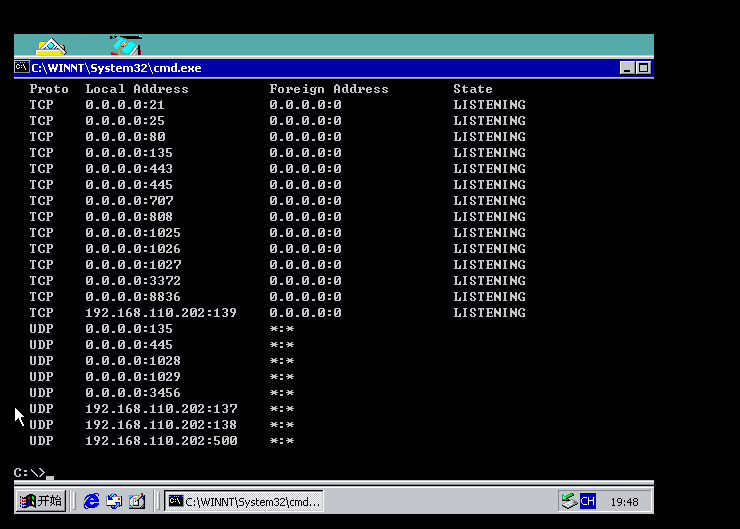 C:\WINNT\System32\cmd.exe
Proto Local Address Foreign Address State
TCP 0.0.0.0:21 0.0.0.0:0 LISTENING
TCP 0.0.0.0:25 0.0.0.0:0 LISTENING
TCP 0.0.0.0:80 0.0.0.0:0 LISTENING
TCP 0.0.0.0:135 0.0.0.0:0 LISTENING
TCP 0.0.0.0:443 0.0.0.0:0 LISTENING
TCP 0.0.0.0:445 0.0.0.0:0 LISTENING
TCP 0.0.0.0:707 0.0.0.0:0 LISTENING
TCP 0.0.0.0:808 0.0.0.0:0 LISTENING
TCP 0.0.0.0:1025 0.0.0.0:0 LISTENING
TCP 0.0.0.0:1026 0.0.0.0:0 LISTENING
TCP 0.0.0.0:1027 0.0.0.0:0 LISTENING
TCP 0.0.0.0:3372 0.0.0.0:0 LISTENING
TCP 0.0.0.0:8836 0.0.0.0:0 LISTENING
TCP 192.168.110.202:139 0.0.0.0:0 LISTENING
UDP 0.0.0.0:135 *:*
UDP 0.0.0.0:445 *:*
UDP 0.0.0.0:1028 *:*
UDP 0.0.0.0:1029 *:*
UDP 0.0.0.0:3456 *:*
UDP 192.168.110.202:137 *:*
UDP 192.168.110.202:138 *:*
UDP 192.168.110.202:500 *:*
C:\>_
开始 C:\WINNT\System32\cmd... CH 19:48